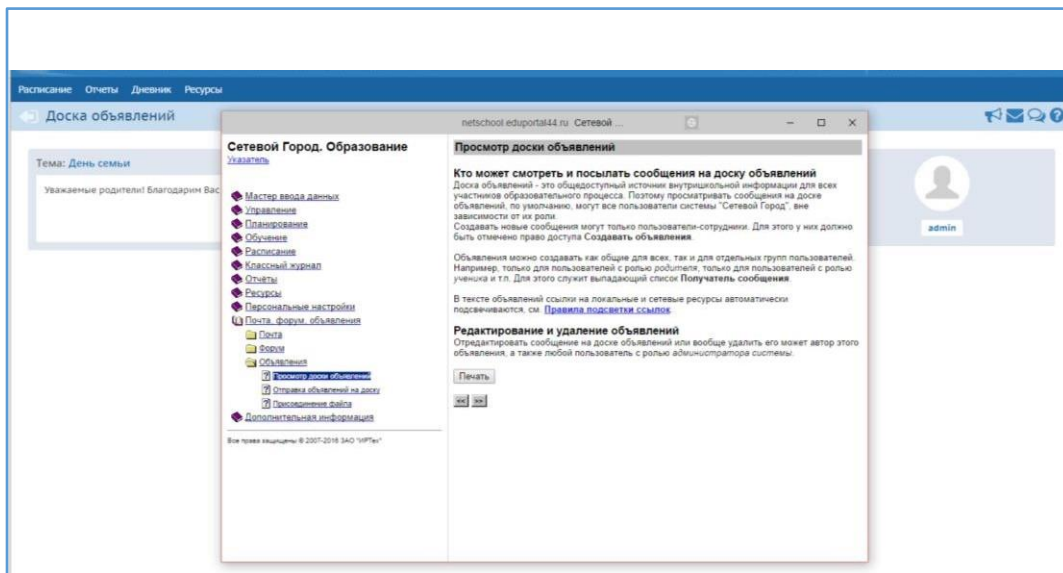 Расписание Отчеты Дневник Ресурсы
Доска объявлений
Тема: День семьи
Уважаемые родители! Благодарим Вас
admin
netschool.eduportal44.ru Сетевой ...
Сетевой Город. Образование
Указатель
Мастер ввода данных
Управление
Планирование
Обучение
Расписание
Классный журнал
Отчеты
Ресурсы
Персональные настройки
Почта, форум, объявления
Почта
Форум
Объявления
Просмотр доски объявлений
Отправка объявлений на доску
Присоединение файла
Дополнительная информация
Все права защищены © 2007-2016 ЗАО "ИРТех"
Просмотр доски объявлений
Кто может смотреть и посылать сообщения на доску объявлений
Доска объявлений - это общедоступный источник внутришкольной информации для всех
участников образовательного процесса. Поэтому просматривать сообщения на доске
объявлений, по умолчанию, могут все пользователи системы "Сетевой Город", вне
зависимости от их роли.
Создавать новые сообщения могут только пользователи-сотрудники. Для этого у них должно
быть отмечено право доступа Создавать объявления.
Объявления можно создавать как общие для всех, так и для отдельных групп пользователей.
Например, только для пользователей с ролью родителя, только для пользователей с ролью
ученика и т.п. Для этого служит выпадающий список Получатель сообщения.
В тексте объявлений ссылки на локальные и сетевые ресурсы автоматически
подсвечиваются, см. Правила подсветки ссылок.
Редактирование и удаление объявлений
Отредактировать сообщение на доске объявлений или вообще удалить его может автор этого
объявления, а также любой пользователь с ролью администратора системы.
Печать
<< >>